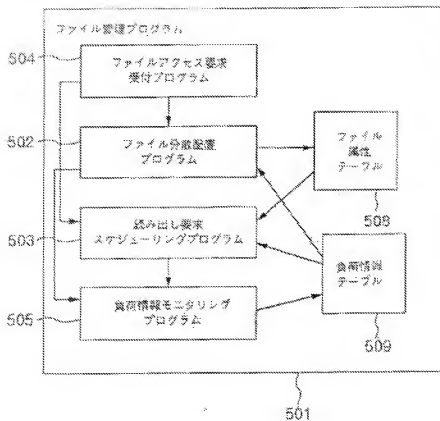 ファイル管理プログラム
504
ファイルアクセス要求
受付プログラム
502
ファイル分散配置
プログラム
ファイル
属性
テーブル
508
503
読み出し要求
スケジューリングプログラム
負荷情報
テーブル
509
505
負荷情報モニタリング
プログラム
501